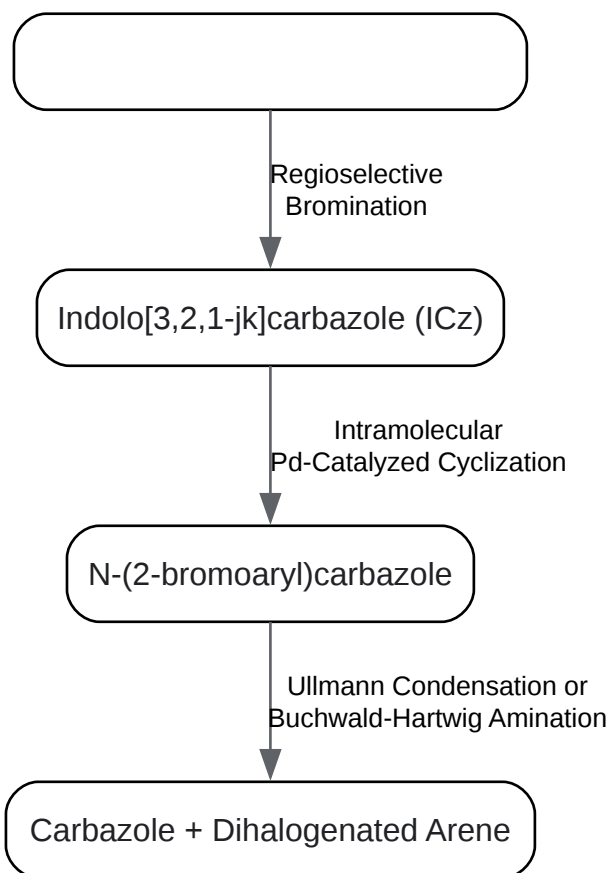 Regioselective
Bromination
Indolo[3,2,1-jk]carbazole (ICz)
Intramolecular
Pd-Catalyzed Cyclization
N-(2-bromoaryl)carbazole
Ullmann Condensation or
Buchwald-Hartwig Amination
Carbazole + Dihalogenated Arene